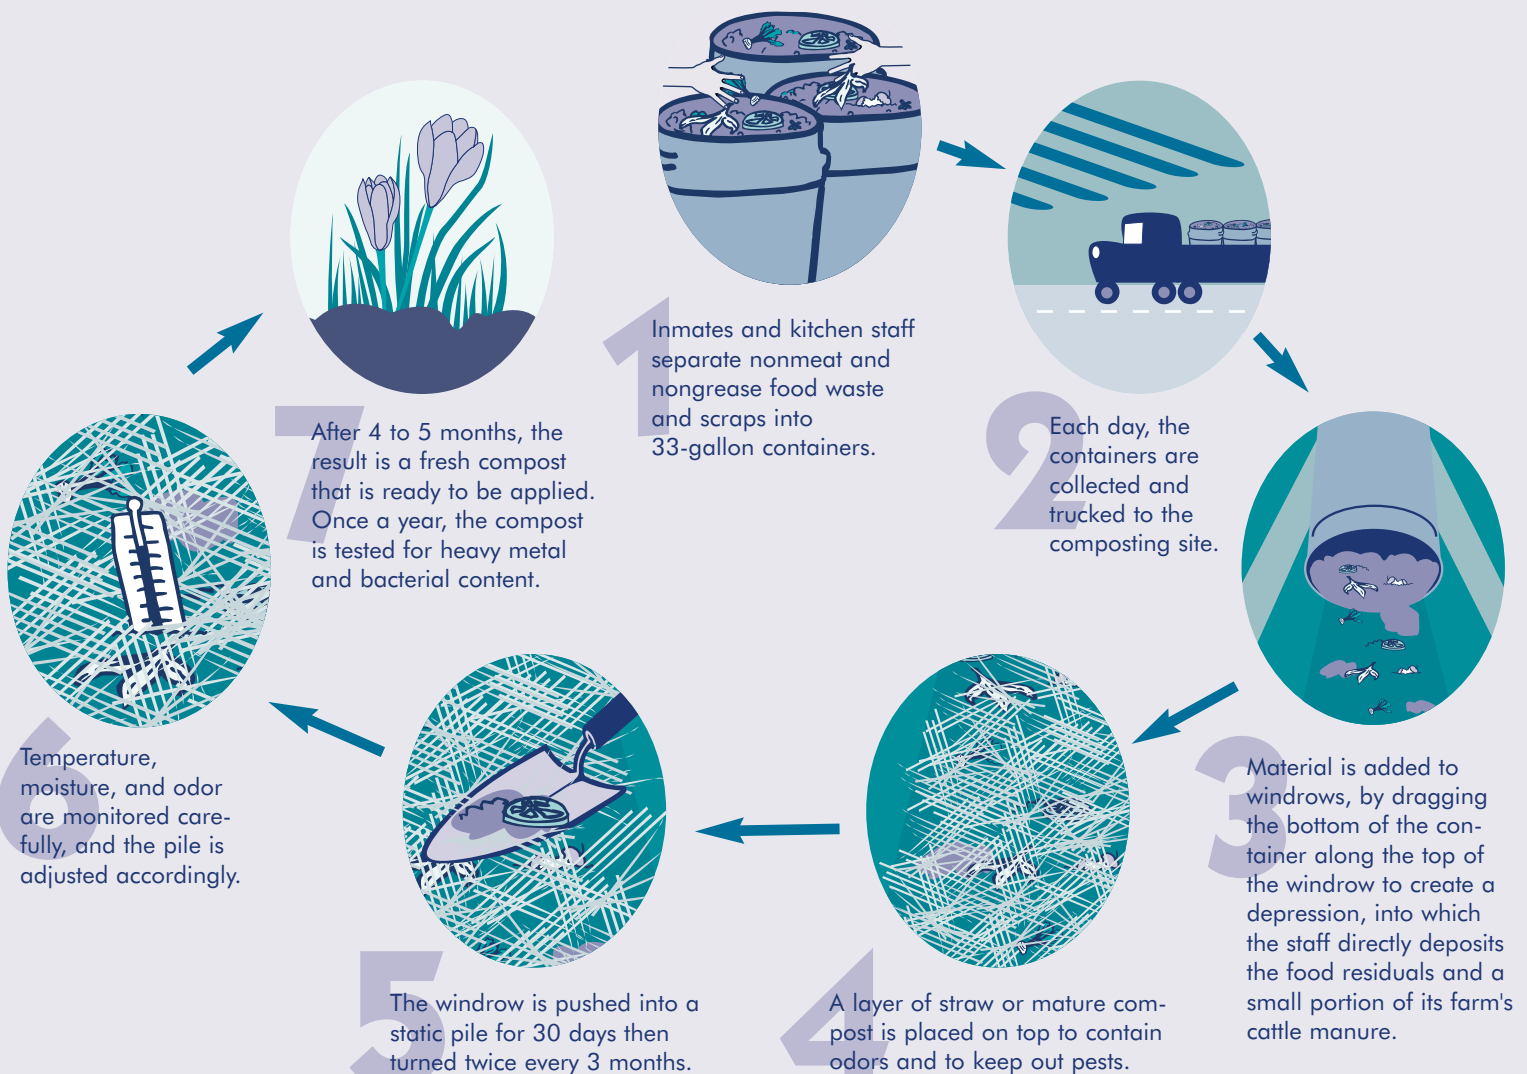 1
Inmates and kitchen staff
separate nonmeat and
nongrease food waste
and scraps into
33-gallon containers.
2
Each day, the
containers are
collected and
trucked to the
composting site.
3
Material is added to
windrows, by dragging
the bottom of the con-
tainer along the top of
the windrow to create a
depression, into which
the staff directly deposits
the food residuals and a
small portion of its farm's
cattle manure.
4
A layer of straw or mature com-
post is placed on top to contain
odors and to keep out pests.
5
The windrow is pushed into a
static pile for 30 days then
turned twice every 3 months.
6
Temperature,
moisture, and odor
are monitored care-
fully, and the pile is
adjusted accordingly.
7
After 4 to 5 months, the
result is a fresh compost
that is ready to be applied.
Once a year, the compost
is tested for heavy metal
and bacterial content.